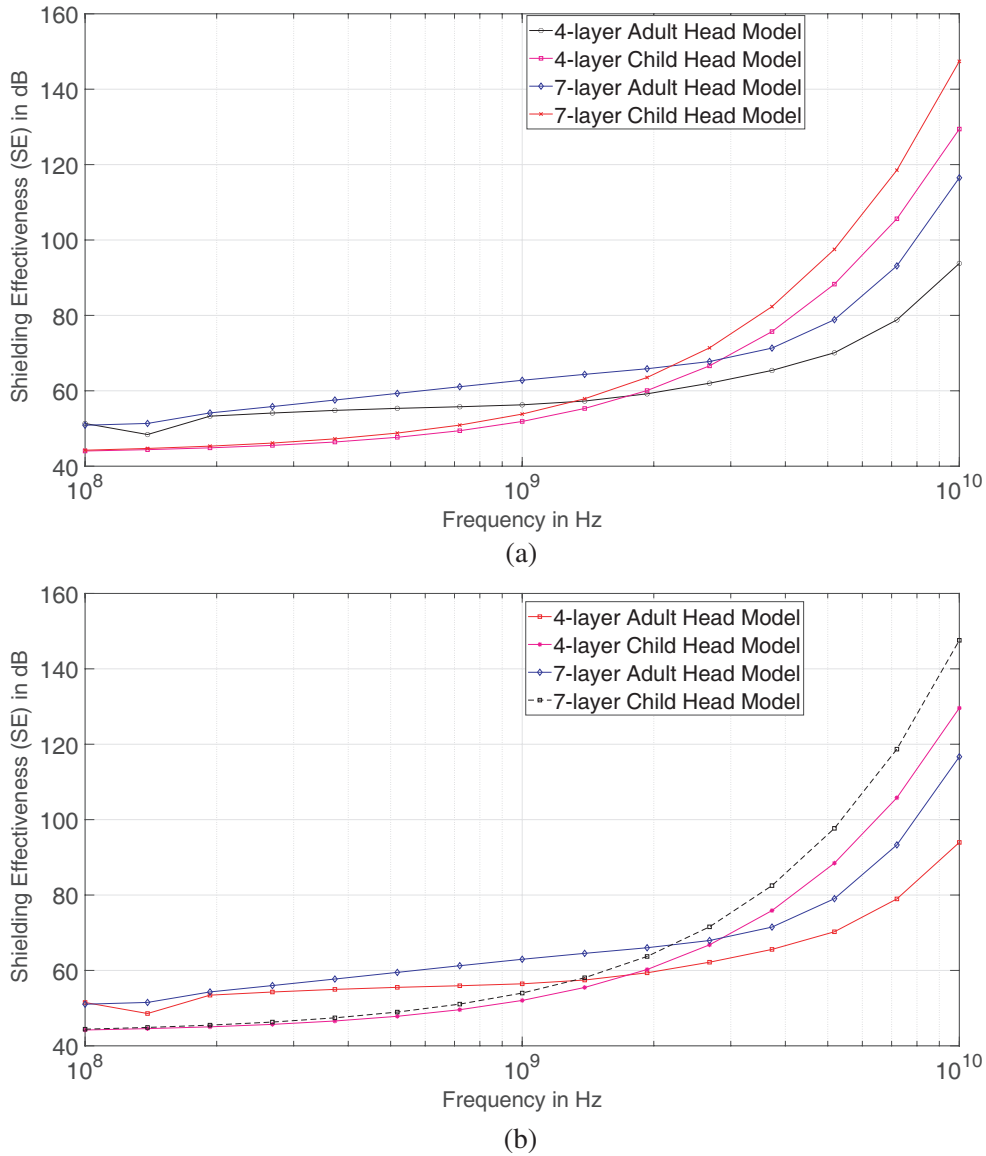 160
140
120
100
80
60
40
Shielding Effectiveness (SE) in dB
4-layer Adult Head Model
4-layer Child Head Model
7-layer Adult Head Model
7-layer Child Head Model
10^8
10^9
10^10
Frequency in Hz
(a)
160
140
120
100
80
60
40
Shielding Effectiveness (SE) in dB
4-layer Adult Head Model
4-layer Child Head Model
7-layer Adult Head Model
7-layer Child Head Model
10^8
10^9
10^10
Frequency in Hz
(b)